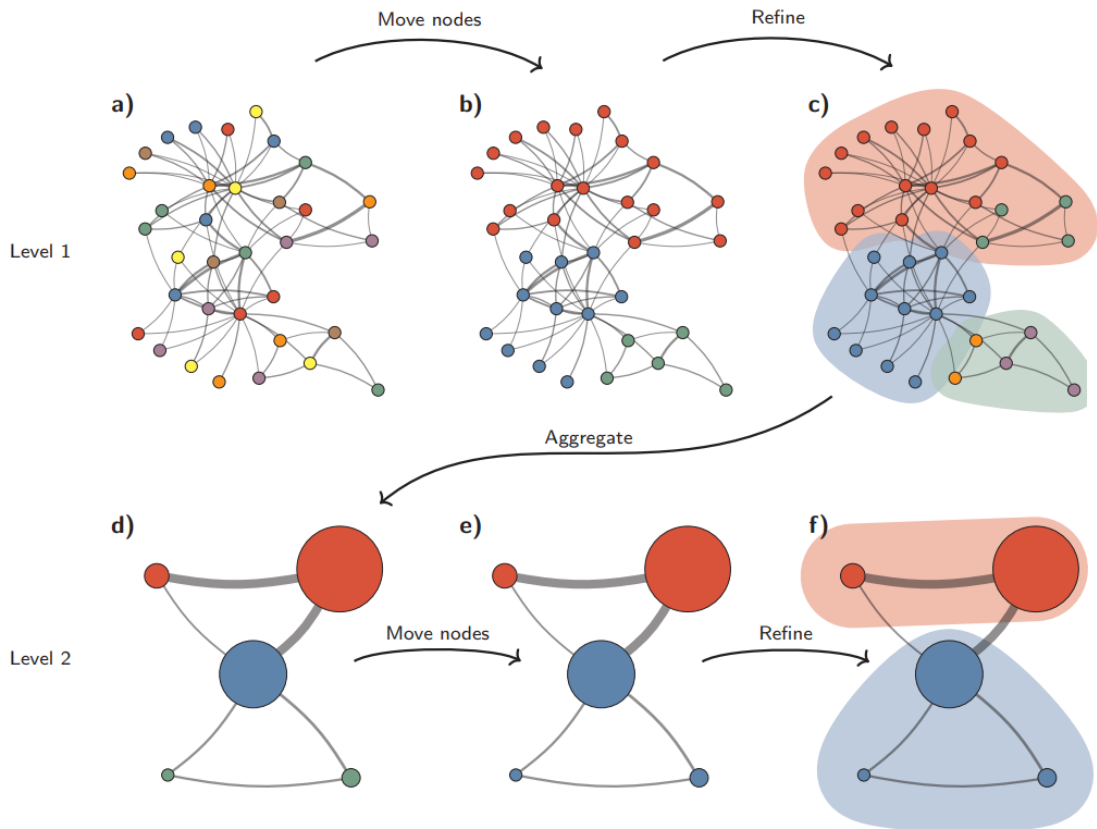 Move nodes
Refine
a)
b)
c)
Level 1
Aggregate
d)
e)
f)
Move nodes
Refine
Level 2